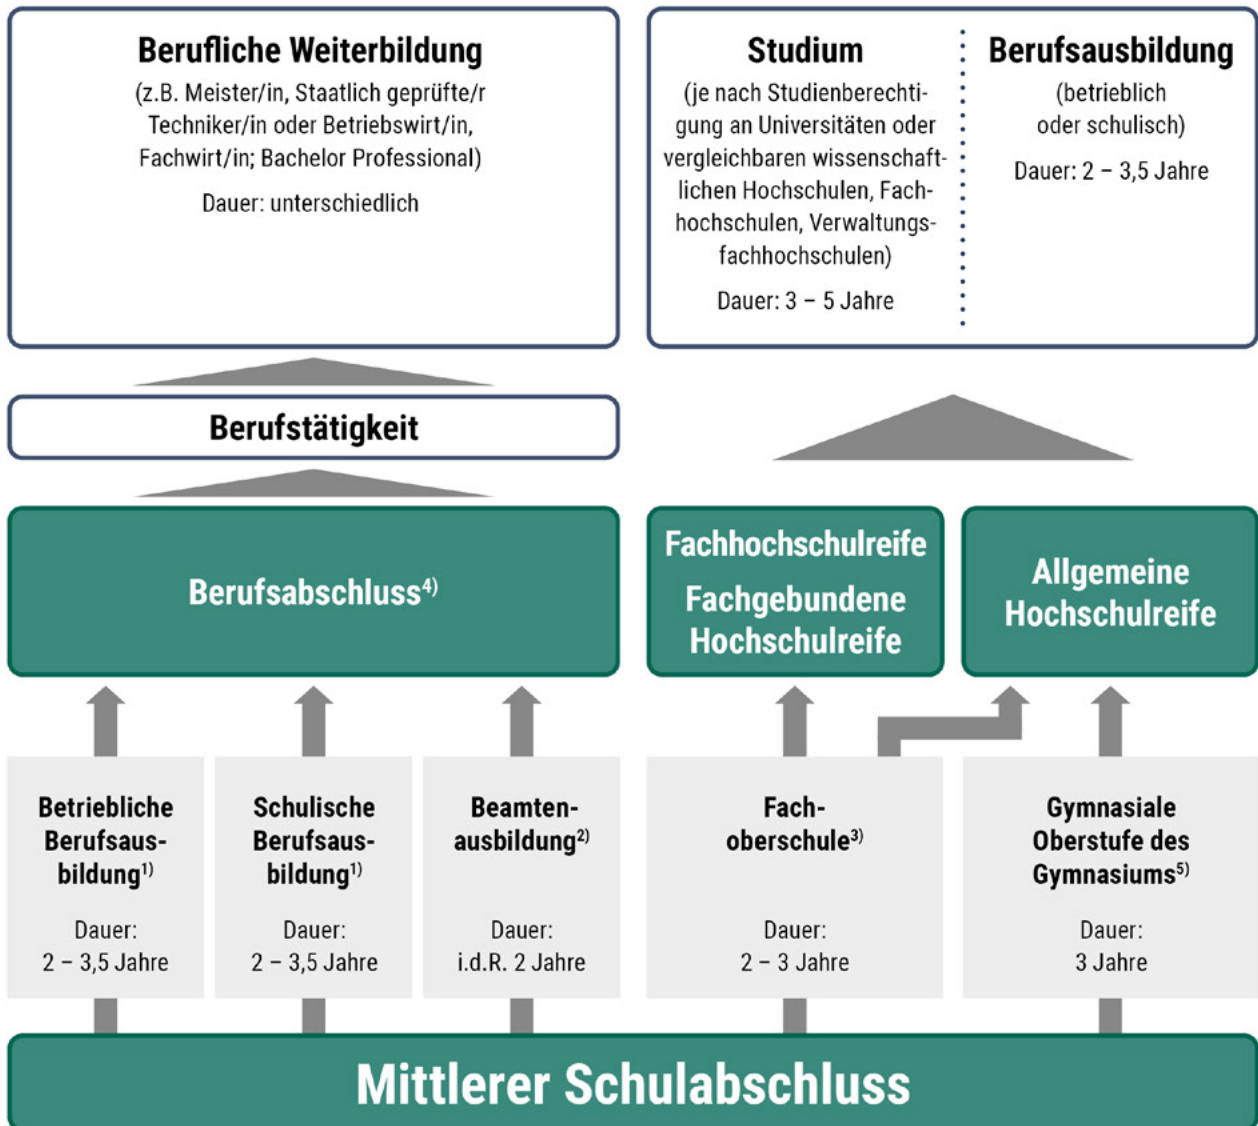 Berufliche Weiterbildung
(z.B. Meister/in, Staatlich geprüfte/r
Techniker/in oder Betriebswirt/in,
Fachwirt/in; Bachelor Professional)
Dauer: unterschiedlich
Studium
(je nach Studienberechti-
gung an Universitäten oder
vergleichbaren wissenschaft-
lichen Hochschulen, Fach-
hochschulen, Verwaltungs-
fachhochschulen)
Dauer: 3 – 5 Jahre
Berufsausbildung
(betrieblich
oder schulisch)
Dauer: 2 – 3,5 Jahre
Berufstätigkeit
Berufsabschluss⁴⁾
Fachhochschulreife
Fachgebundene
Hochschulreife
Allgemeine
Hochschulreife
Betriebliche
Berufsaus-
bildung¹⁾
Dauer:
2 – 3,5 Jahre
Schulische
Berufsaus-
bildung¹⁾
Dauer:
2 – 3,5 Jahre
Beamten-
ausbildung²⁾
Dauer:
i.d.R. 2 Jahre
Fach-
oberschule³⁾
Dauer:
2 – 3 Jahre
Gymnasiale
Oberstufe des
Gymnasiums⁵⁾
Dauer:
3 Jahre
Mittlerer Schulabschluss